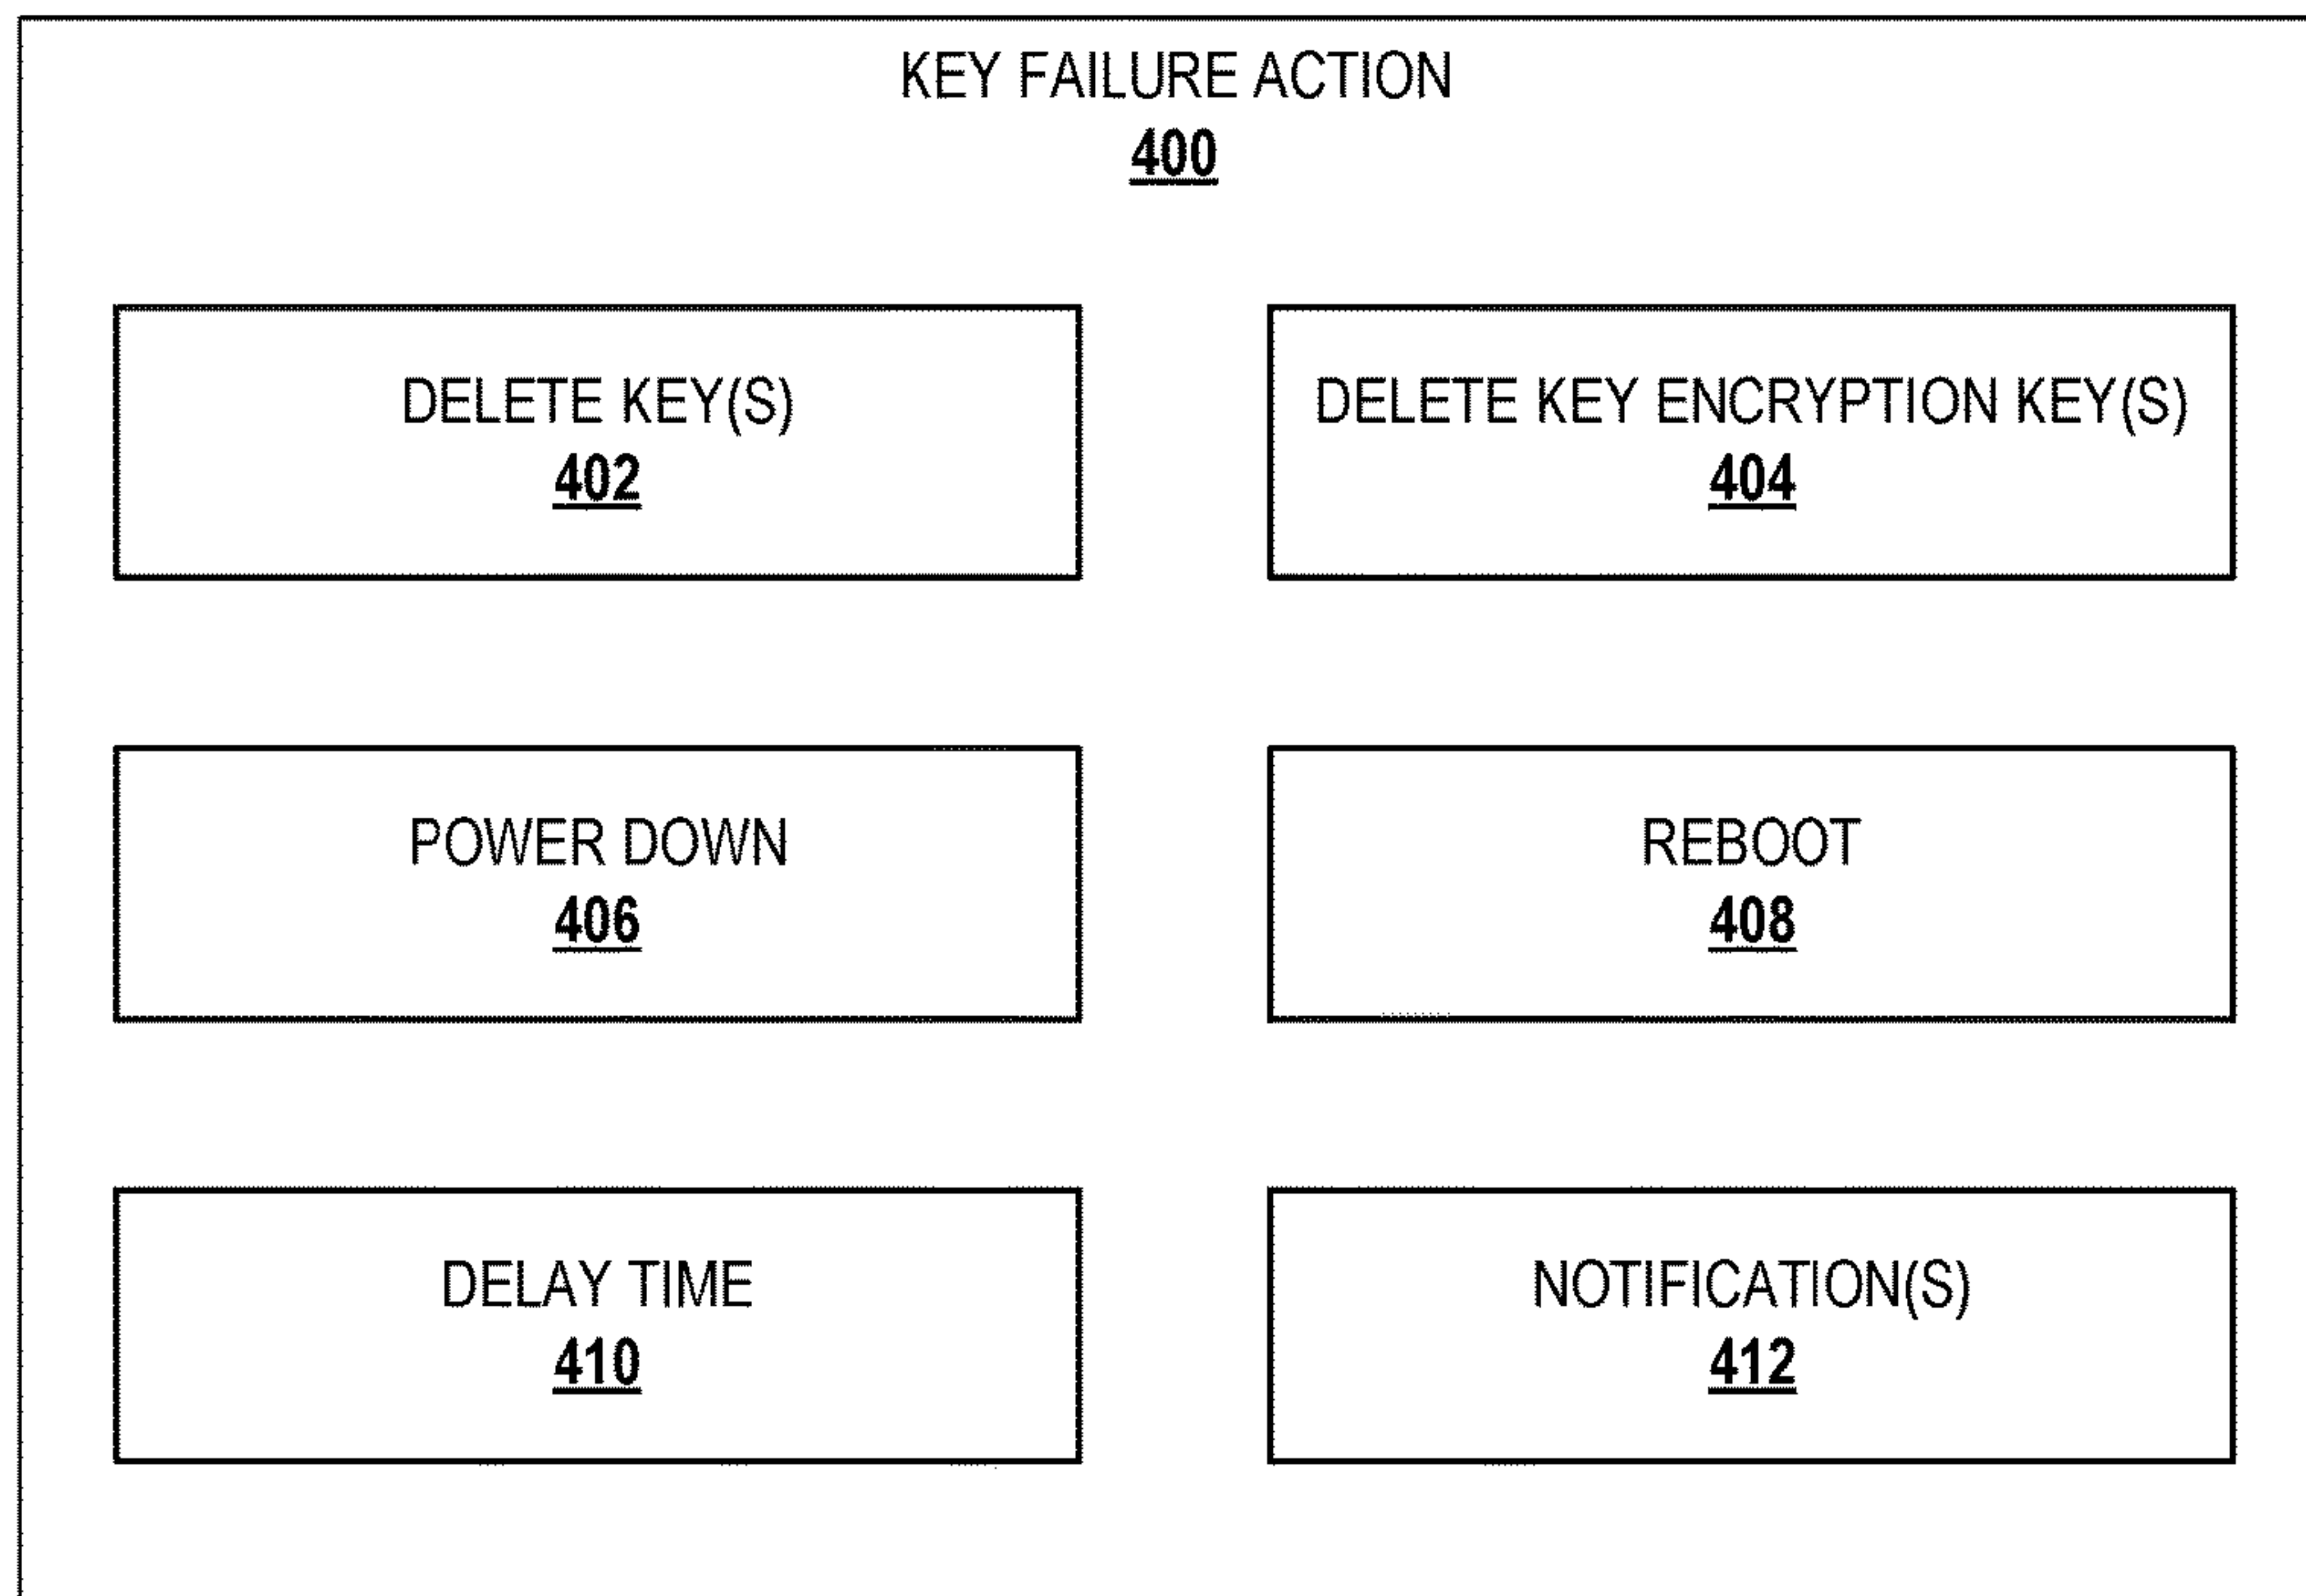 KEY FAILURE ACTION
400
DELETE KEY(S)
402
DELETE KEY ENCRYPTION KEY(S)
404
POWER DOWN
406
REBOOT
408
DELAY TIME
410
NOTIFICATION(S)
412